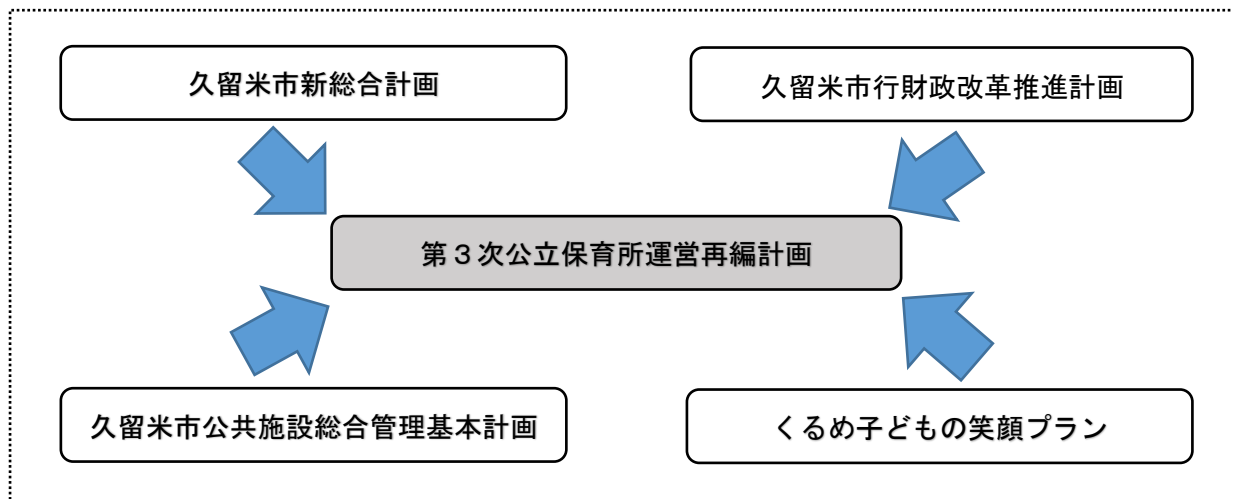 久留米市新総合計画
久留米市行財政改革推進計画
第３次公立保育所運営再編計画
久留米市公共施設総合管理基本計画
くるめ子どもの笑顔プラン